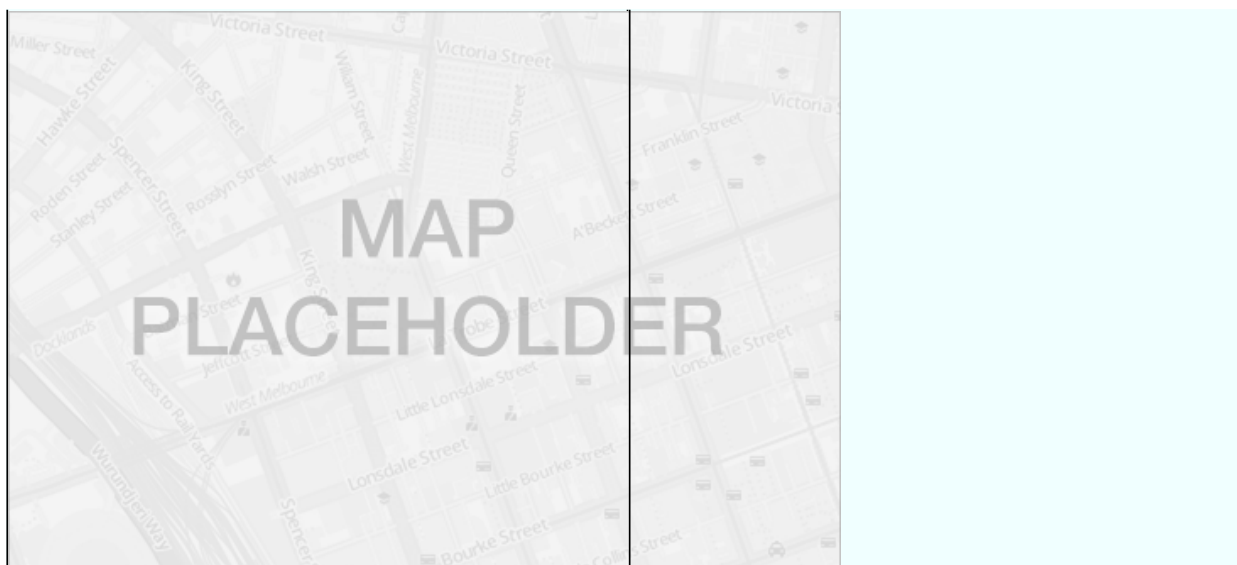 Victoria Street
Miller Street
Victoria Street
Hawke Street
King Street
William Street
West Melbourne
Queen Street
Victoria S
Spencer Street
Franklin Street
Roden Street
Rosslyn Street
Walsh Street
Stanley Street
A'Beckett Street
MAP
King S
PLACEHOLDER
Docklands
Jeffcott Street
Lonsdale Street
Access to Rail Yards
West Melbourne
Little Lonsdale Street
Wurundjeri Way
Lonsdale Street
Little Bourke Street
Spencer
Bourke Street
Collins Street